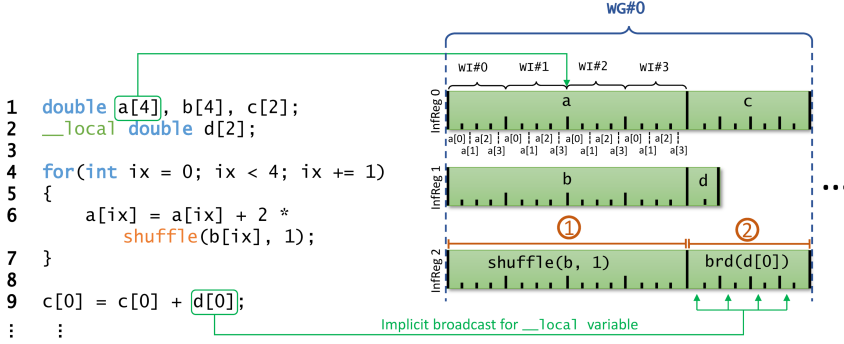 WG#0
WI#0 WI#1 WI#2 WI#3
InfReg 0
a c
a[0] a[2] a[0] a[2] a[0] a[2] a[0] a[2]
a[1] a[3] a[1] a[3] a[1] a[3] a[1] a[3]
InfReg 1
b d
...
① ②
InfReg 2
shuffle(b, 1) brd(d[0])
1 double a[4], b[4], c[2];
2 __local double d[2];
3
4 for(int ix = 0; ix < 4; ix += 1)
5 {
6 a[ix] = a[ix] + 2 *
shuffle(b[ix], 1);
7 }
8
9 c[0] = c[0] + d[0];
⋮ ⋮
Implicit broadcast for __local variable